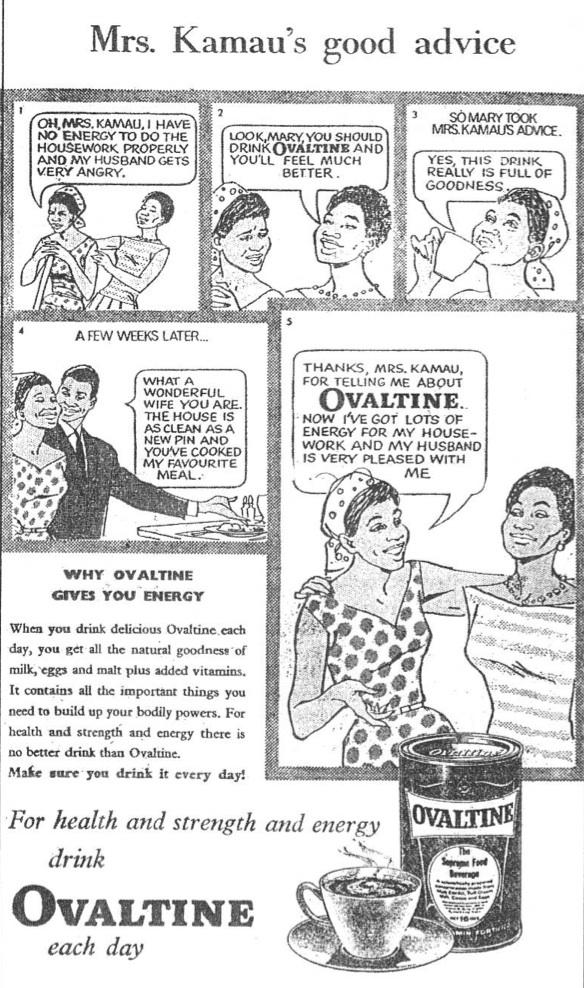 Mrs. Kamau's good advice
1
OH, MRS. KAMAU, I HAVE
NO ENERGY TO DO THE
HOUSEWORK PROPERLY
AND MY HUSBAND GETS
VERY ANGRY.
2
LOOK, MARY, YOU SHOULD
DRINK OVALTINE AND
YOU'LL FEEL MUCH
BETTER.
3
SO MARY TOOK
MRS. KAMAU'S ADVICE.
YES, THIS DRINK
REALLY IS FULL OF
GOODNESS.
4
A FEW WEEKS LATER...
WHAT A
WONDERFUL
WIFE YOU ARE.
THE HOUSE IS
AS CLEAN AS A
NEW PIN AND
YOU'VE COOKED
MY FAVOURITE
MEAL.
5
THANKS, MRS. KAMAU,
FOR TELLING ME ABOUT
OVALTINE.
NOW I'VE GOT LOTS OF
ENERGY FOR MY HOUSE-
WORK AND MY HUSBAND
IS VERY PLEASED WITH
ME
WHY OVALTINE
GIVES YOU ENERGY
When you drink delicious Ovaltine each
day, you get all the natural goodness of
milk, eggs and malt plus added vitamins.
It contains all the important things you
need to build up your bodily powers. For
health and strength and energy there is
no better drink than Ovaltine.
Make sure you drink it every day!
For health and strength and energy
drink
OVALTINE
each day
OVALTINE
The
Supreme Food
Beverage